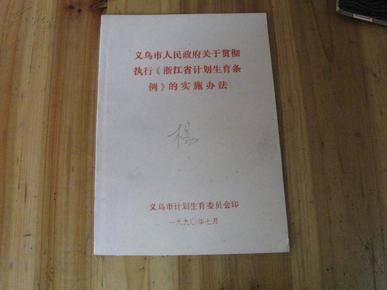 义乌市人民政府关于贯彻
执行《浙江省计划生育条
例》的实施办法
杨
义乌市计划生育委员会印
一九九〇年七月